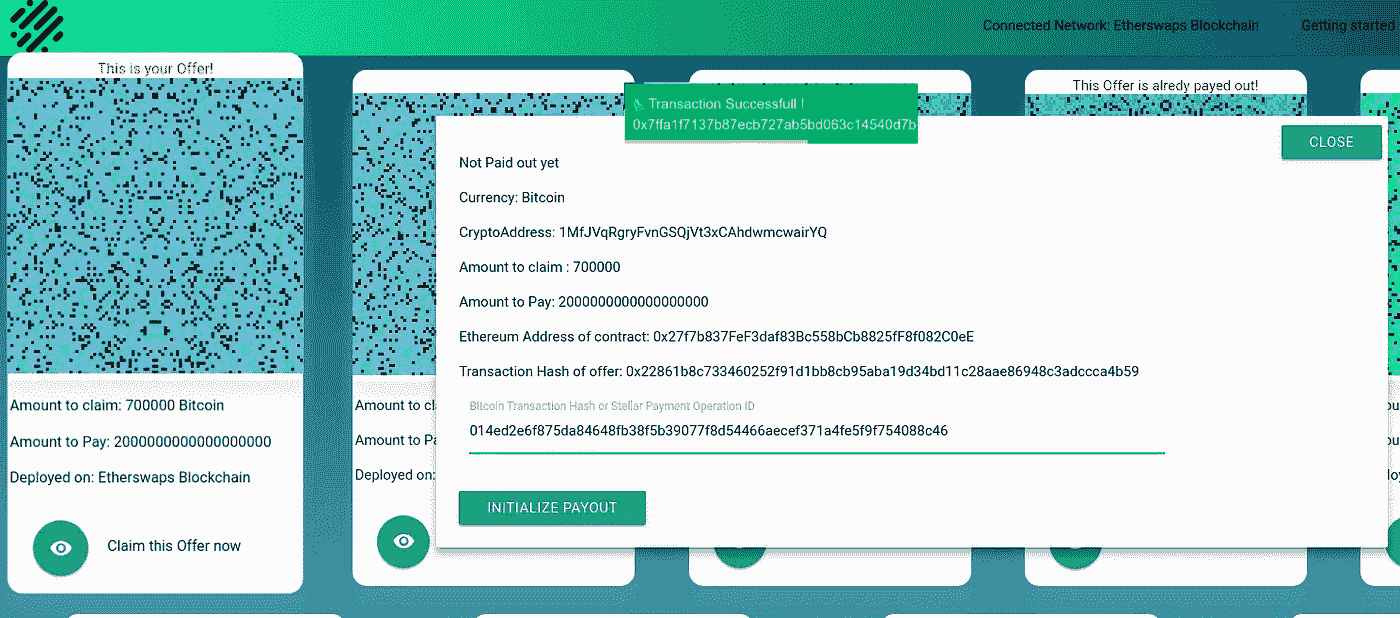 Connected Network: Etherswaps Blockchain
Getting started
This is your Offer!
This Offer is alredy payed out!
Transaction Successfull !
0x7ffa1f7137b87ecb727ab5bd063c14540d7b
CLOSE
Not Paid out yet
Currency: Bitcoin
CryptoAddress: 1MfJVqRgryFvnGSQjVt3xCAhdwmcwairYQ
Amount to claim : 700000
Amount to Pay: 2000000000000000000
Ethereum Address of contract: 0x27f7b837FeF3daf83Bc558bCb8825fF8f082C0eE
Transaction Hash of offer: 0x22861b8c733460252f91d1bb8cb95aba19d34bd11c28aae86948c3adccca4b59
Bitcoin Transaction Hash or Stellar Payment Operation ID
014ed2e6f875da84648fb38f5b39077f8d54466aecef371a4fe5f9f754088c46
INITIALIZE PAYOUT
Amount to claim: 700000 Bitcoin
Amount to Pay: 2000000000000000000
Deployed on: Etherswaps Blockchain
Claim this Offer now
Amount to cl
Amount to Pa
Deployed on: